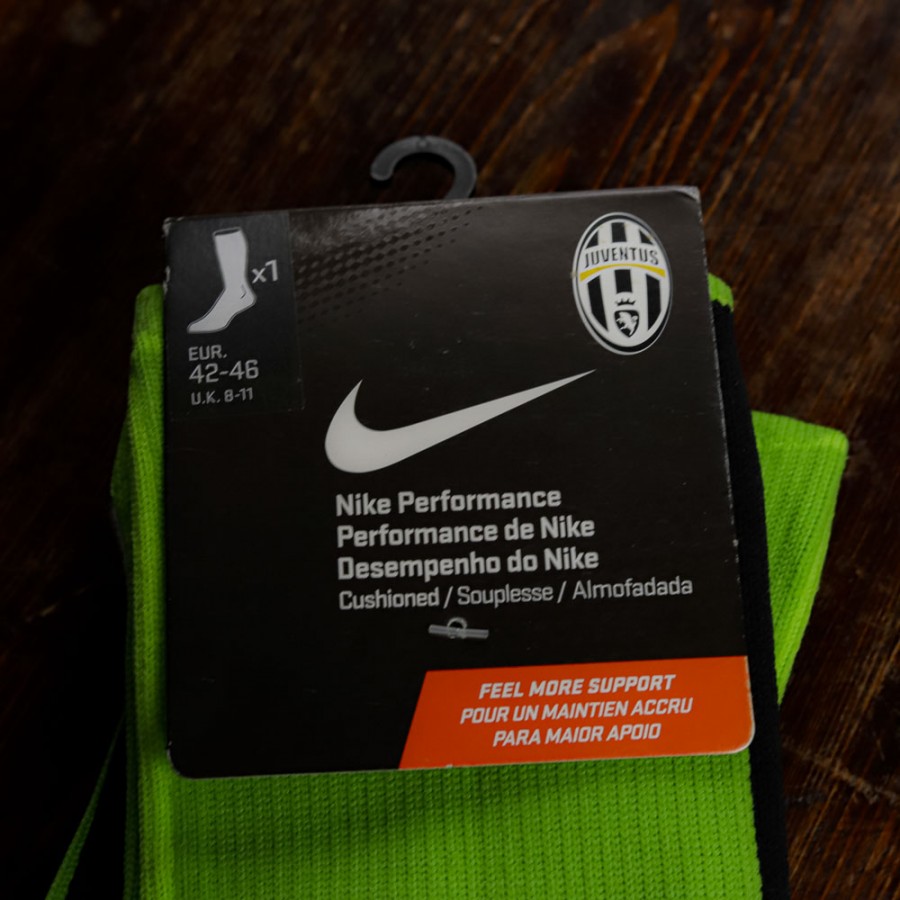 x1
EUR.
42-46
U.K. 8-11
JUVENTUS
Nike Performance
Performance de Nike
Desempenho do Nike
Cushioned / Souplesse / Almofadada
FEEL MORE SUPPORT
POUR UN MAINTIEN ACCRU
PARA MAIOR APOIO